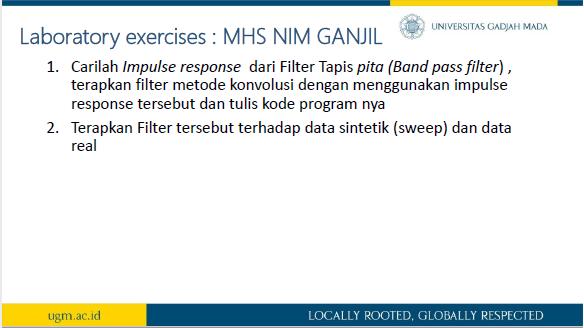 UNIVERSITAS GADJAH MADA
Laboratory exercises : MHS NIM GANJIL
1. Carilah Impulse response dari Filter Tapis pita (Band pass filter) ,
terapkan filter metode konvolusi dengan menggunakan impulse
response tersebut dan tulis kode program nya
2. Terapkan Filter tersebut terhadap data sintetik (sweep) dan data
real
ugm.ac.id
LOCALLY ROOTED, GLOBALLY RESPECTED